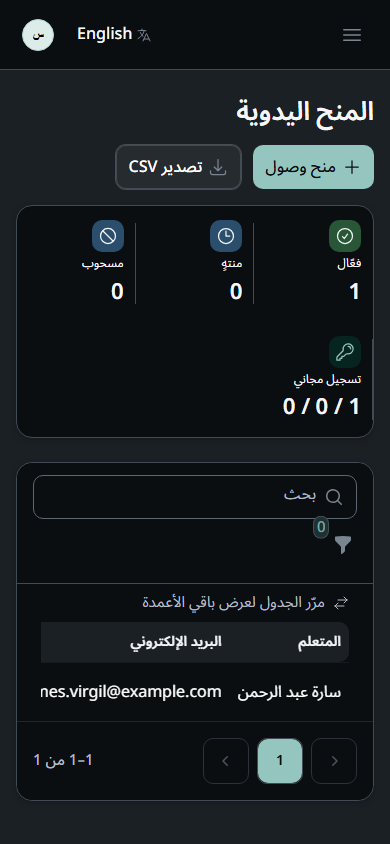 س
English
المنح اليدوية
منح وصول
تصدير CSV
فعّال
1
منتهٍ
0
مسحوب
0
تسجيل مجاني
0 / 0 / 1
بحث
0
مرّر الجدول لعرض باقي الأعمدة
المتعلم البريد الإلكتروني
سارة عبد الرحمن nes.virgil@example.com
1
1–1 من 1